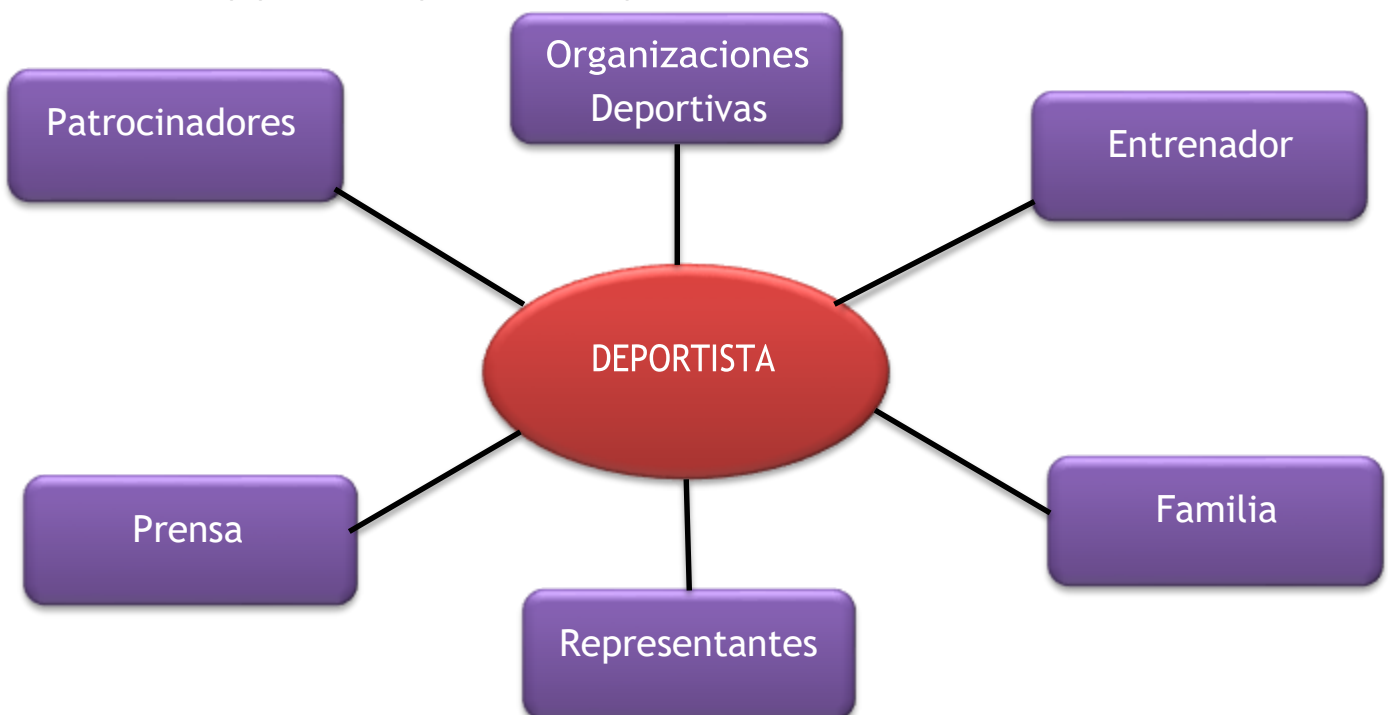 Organizaciones
Deportivas
Patrocinadores
Entrenador
DEPORTISTA
Prensa
Familia
Representantes